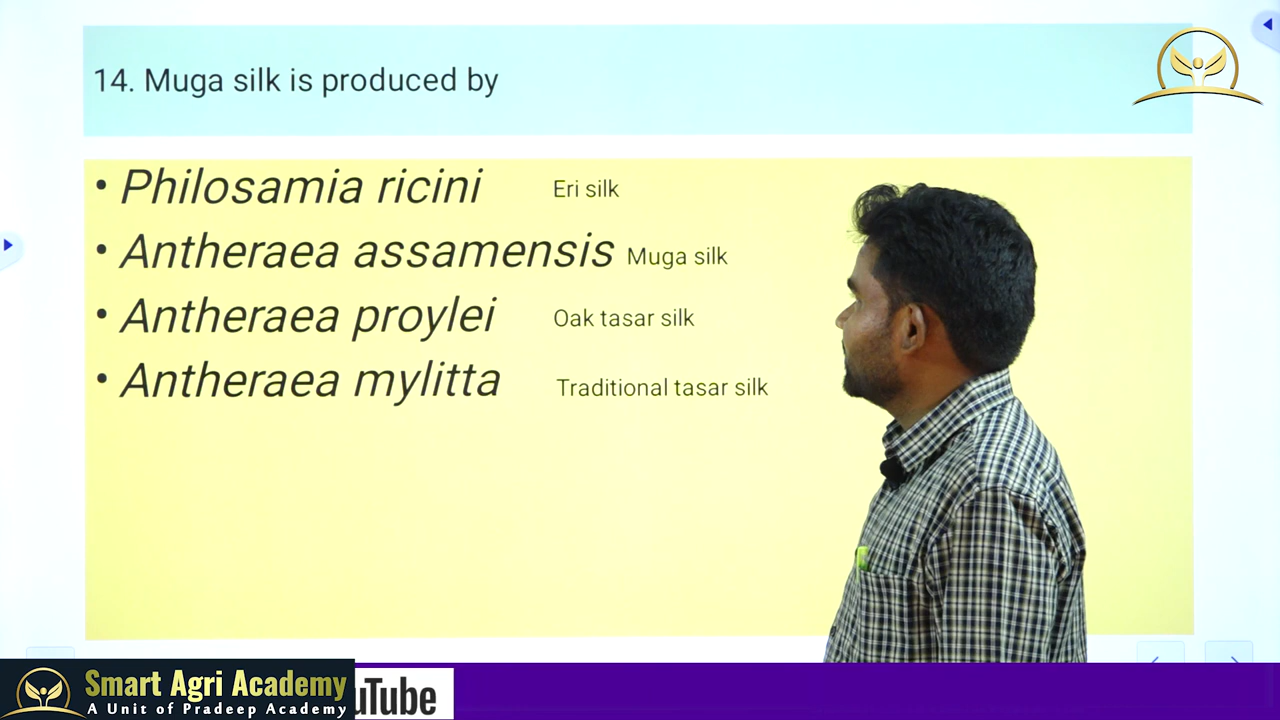 14. Muga silk is produced by
• Philosamia ricini Eri silk
• Antheraea assamensis Muga silk
• Antheraea proylei Oak tasar silk
• Antheraea mylitta Traditional tasar silk
Smart Agri Academy
A Unit of Pradeep Academy
uTube